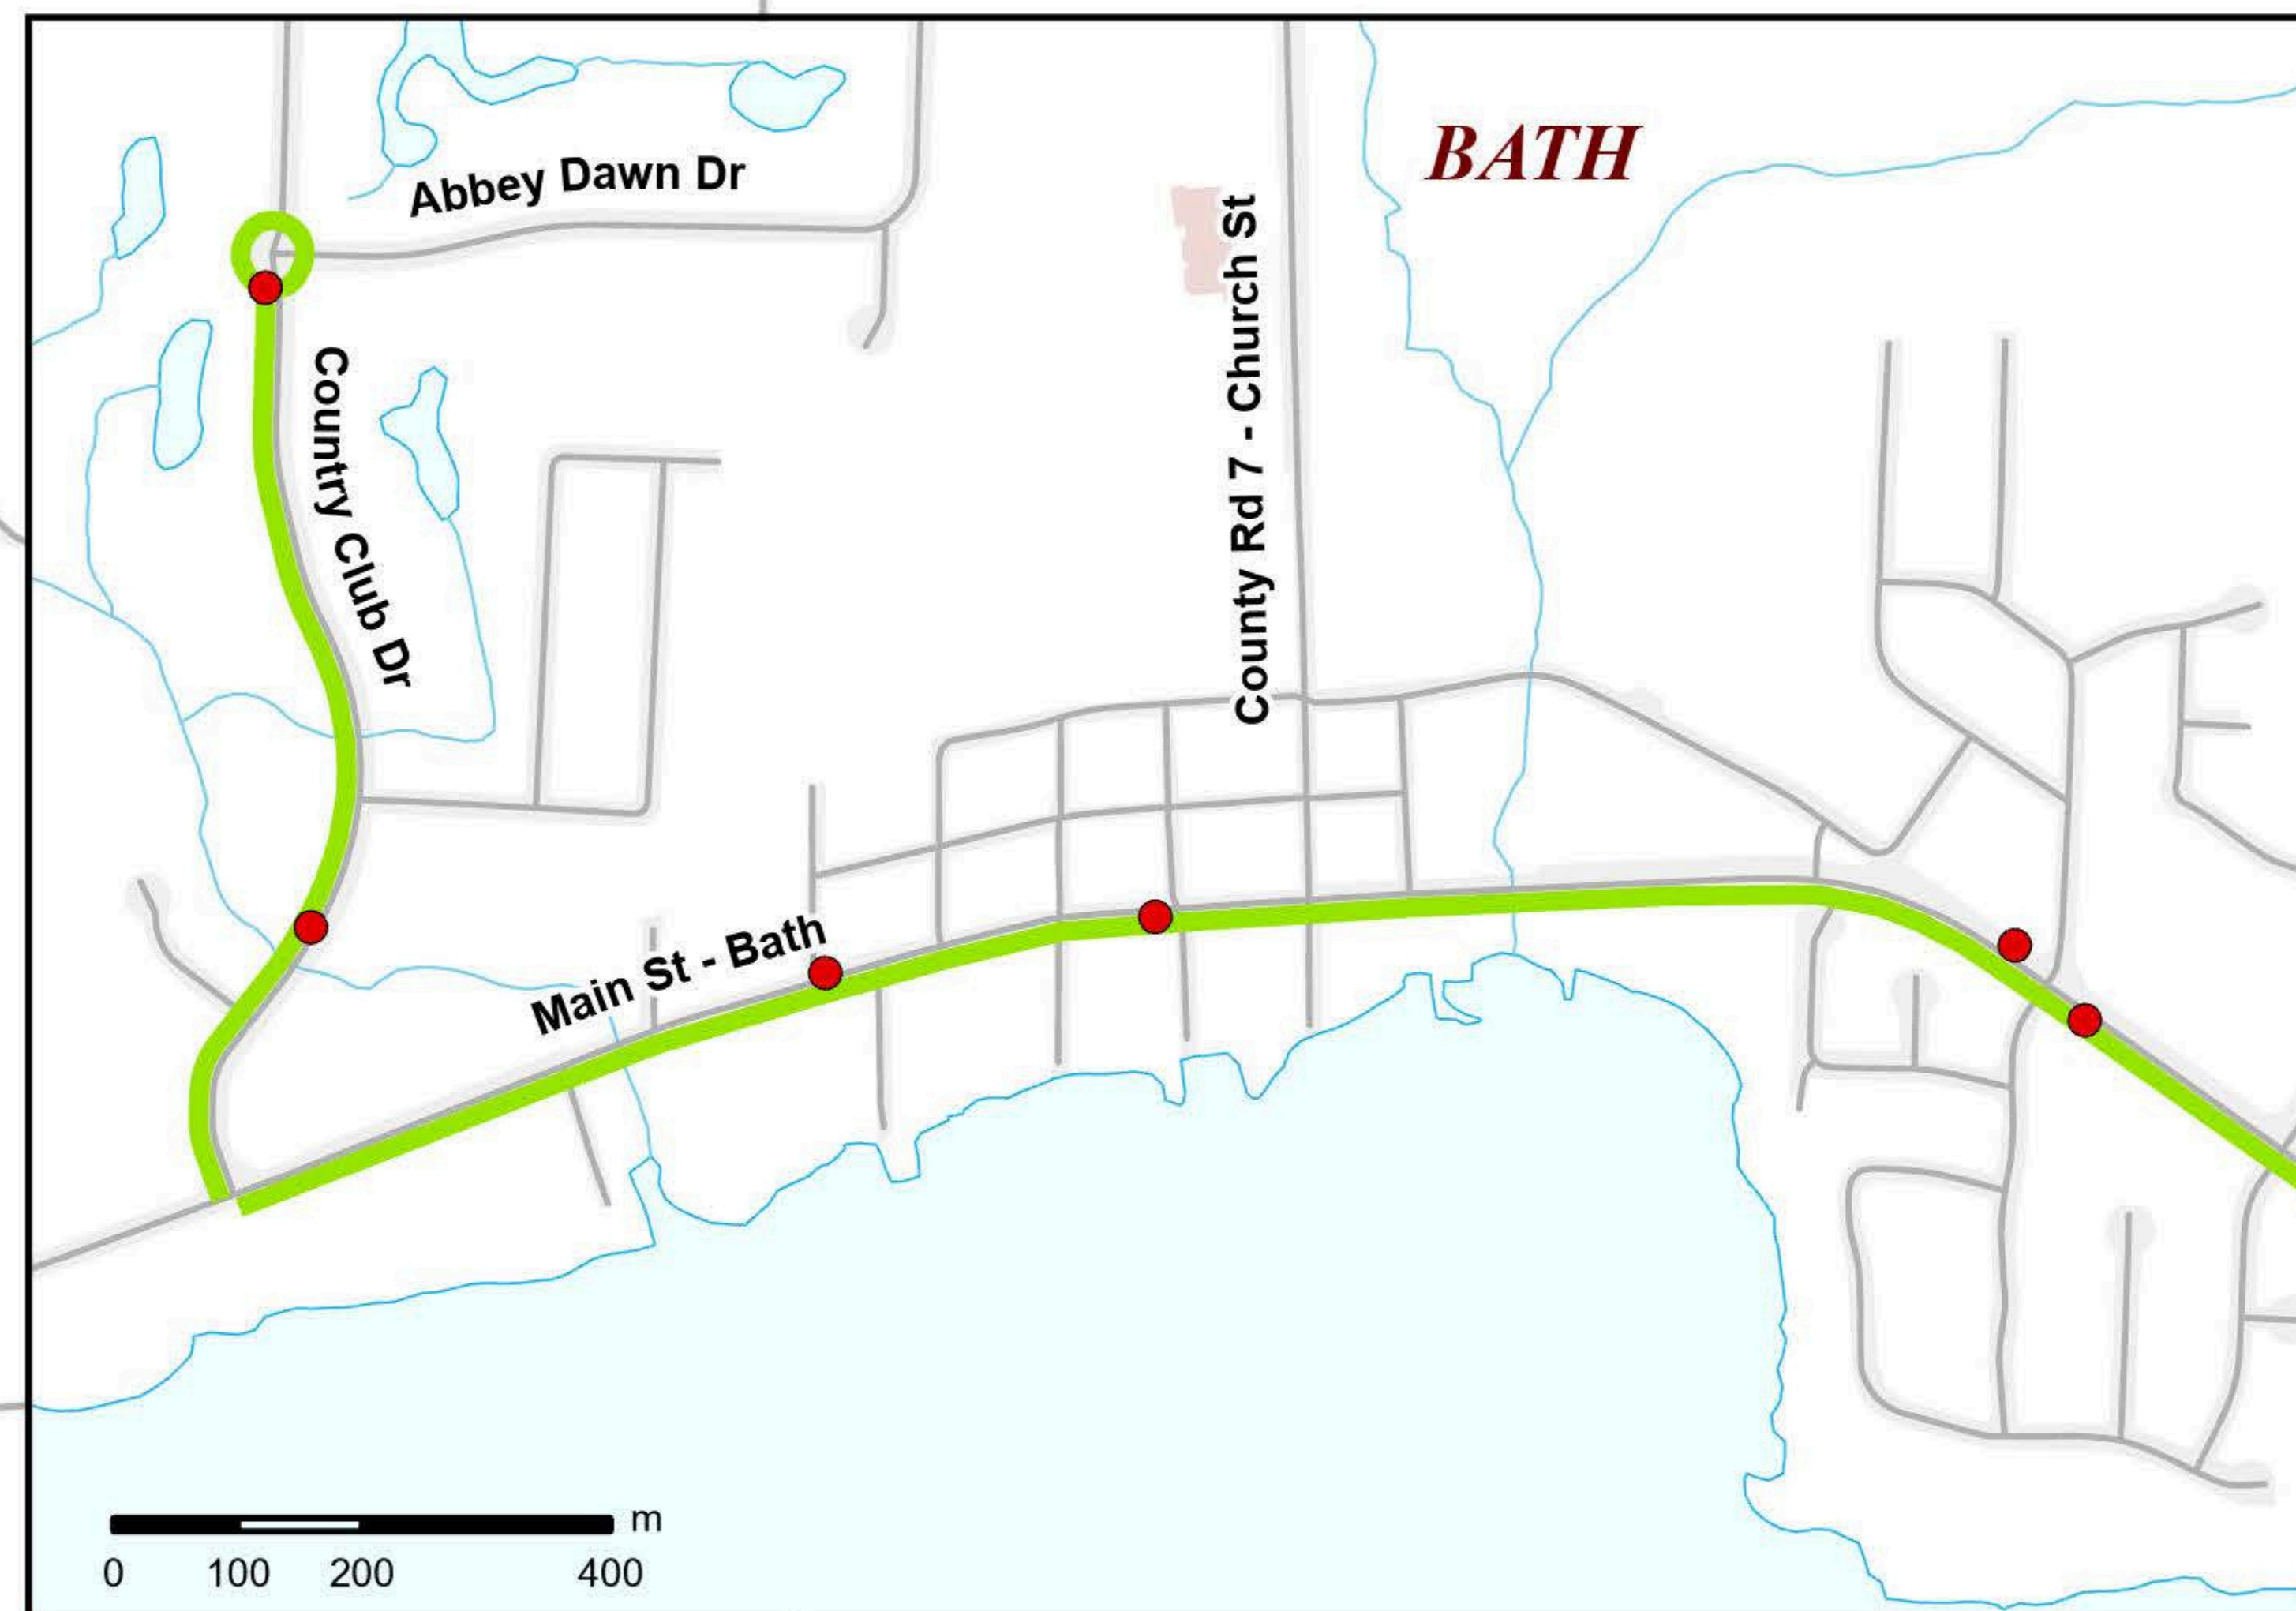 BATH
Abbey Dawn Dr
County Rd 7 - Church St
Country Club Dr
Main St - Bath
m
0 100 200 400